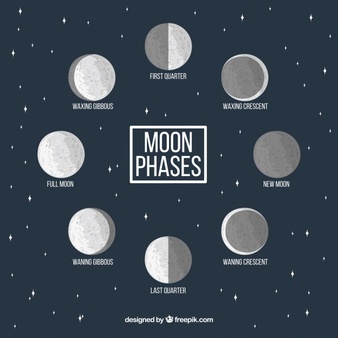 FIRST QUARTER
WAXING GIBBOUS
WAXING CRESCENT
MOON
PHASES
FULL MOON
NEW MOON
WANING GIBBOUS
WANING CRESCENT
LAST QUARTER
designed by freepik.com